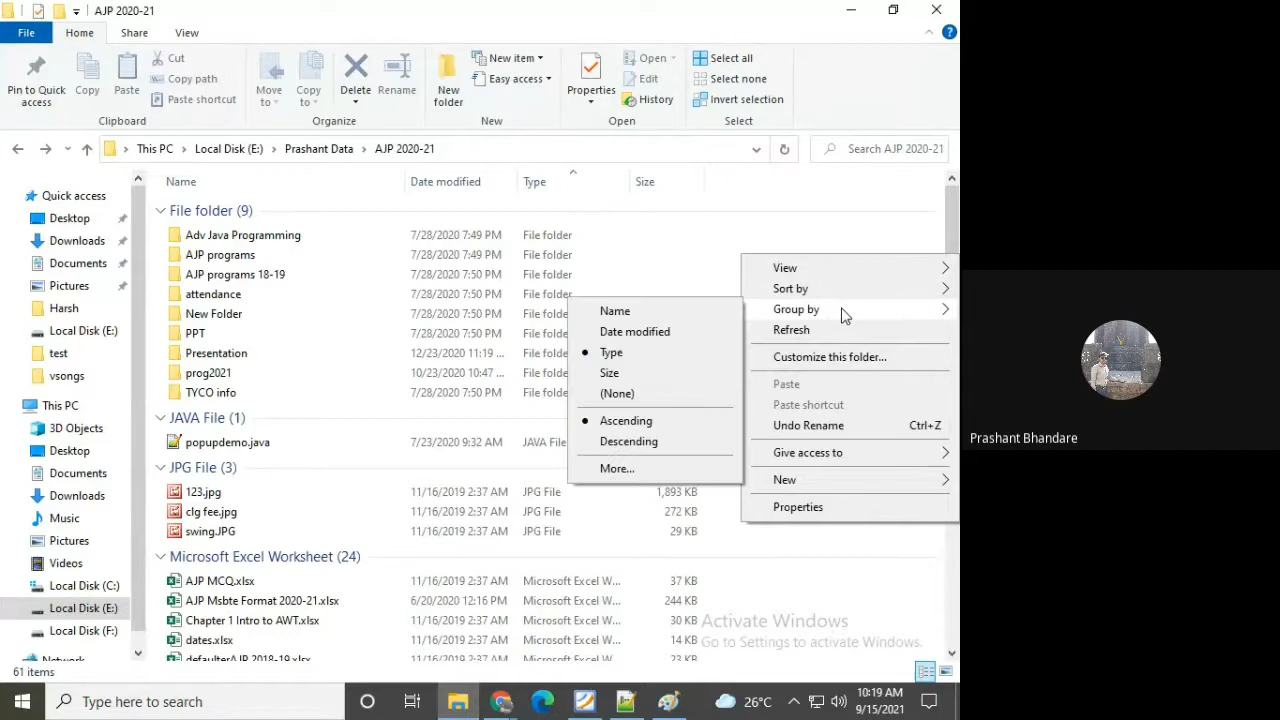 AJP 2020-21
File Home Share View
Pin to Quick access
Copy
Paste
Cut
Copy path
Paste shortcut
Clipboard
Move to
Copy to
Delete
Rename
Organize
New folder
New item
Easy access
New
Properties
Open
Edit
History
Open
Select all
Select none
Invert selection
Select
This PC > Local Disk (E:) > Prashant Data > AJP 2020-21
Search AJP 2020-21
Quick access
Desktop
Downloads
Documents
Pictures
Harsh
Local Disk (E:)
test
vsongs
This PC
3D Objects
Desktop
Documents
Downloads
Music
Pictures
Videos
Local Disk (C:)
Local Disk (E:)
Local Disk (F:)
Network
Name Date modified Type Size
File folder (9)
Adv Java Programming 7/28/2020 7:49 PM File folder
AJP programs 7/28/2020 7:49 PM File folder
AJP programs 18-19 7/28/2020 7:50 PM File folder
attendance 7/28/2020 7:50 PM File folder
New Folder 7/28/2020 7:50 PM
PPT 7/28/2020 7:50 PM
Presentation 12/23/2020 11:19 ...
prog2021 10/23/2020 10:47 ...
TYCO info 7/28/2020 7:50 PM
JAVA File (1)
popupdemo.java 7/23/2020 9:32 AM JAVA File
JPG File (3)
123.jpg 11/16/2019 2:37 AM JPG File 1,893 KB
clg fee.jpg 11/16/2019 2:37 AM JPG File 272 KB
swing.JPG 11/16/2019 2:37 AM JPG File 29 KB
Microsoft Excel Worksheet (24)
AJP MCQ.xlsx 11/16/2019 2:37 AM Microsoft Excel W... 37 KB
AJP Msbte Format 2020-21.xlsx 6/20/2020 12:16 PM Microsoft Excel W... 244 KB
Chapter 1 Intro to AWT.xlsx 11/16/2019 2:37 AM Microsoft Excel W... 30 KB
dates.xlsx 11/16/2019 2:37 AM Microsoft Excel W... 14 KB
defaulterAJP 2018-19.xlsx 11/16/2019 2:37 AM Microsoft Excel W... 23 KB
Name
Date modified
Type
Size
(None)
Ascending
Descending
More...
View
Sort by
Group by
Refresh
Customize this folder...
Paste
Paste shortcut
Undo Rename Ctrl+Z
Give access to
New
Properties
Activate Windows
Go to Settings to activate Windows.
61 items
Type here to search
26°C
10:19 AM
9/15/2021
Prashant Bhandare